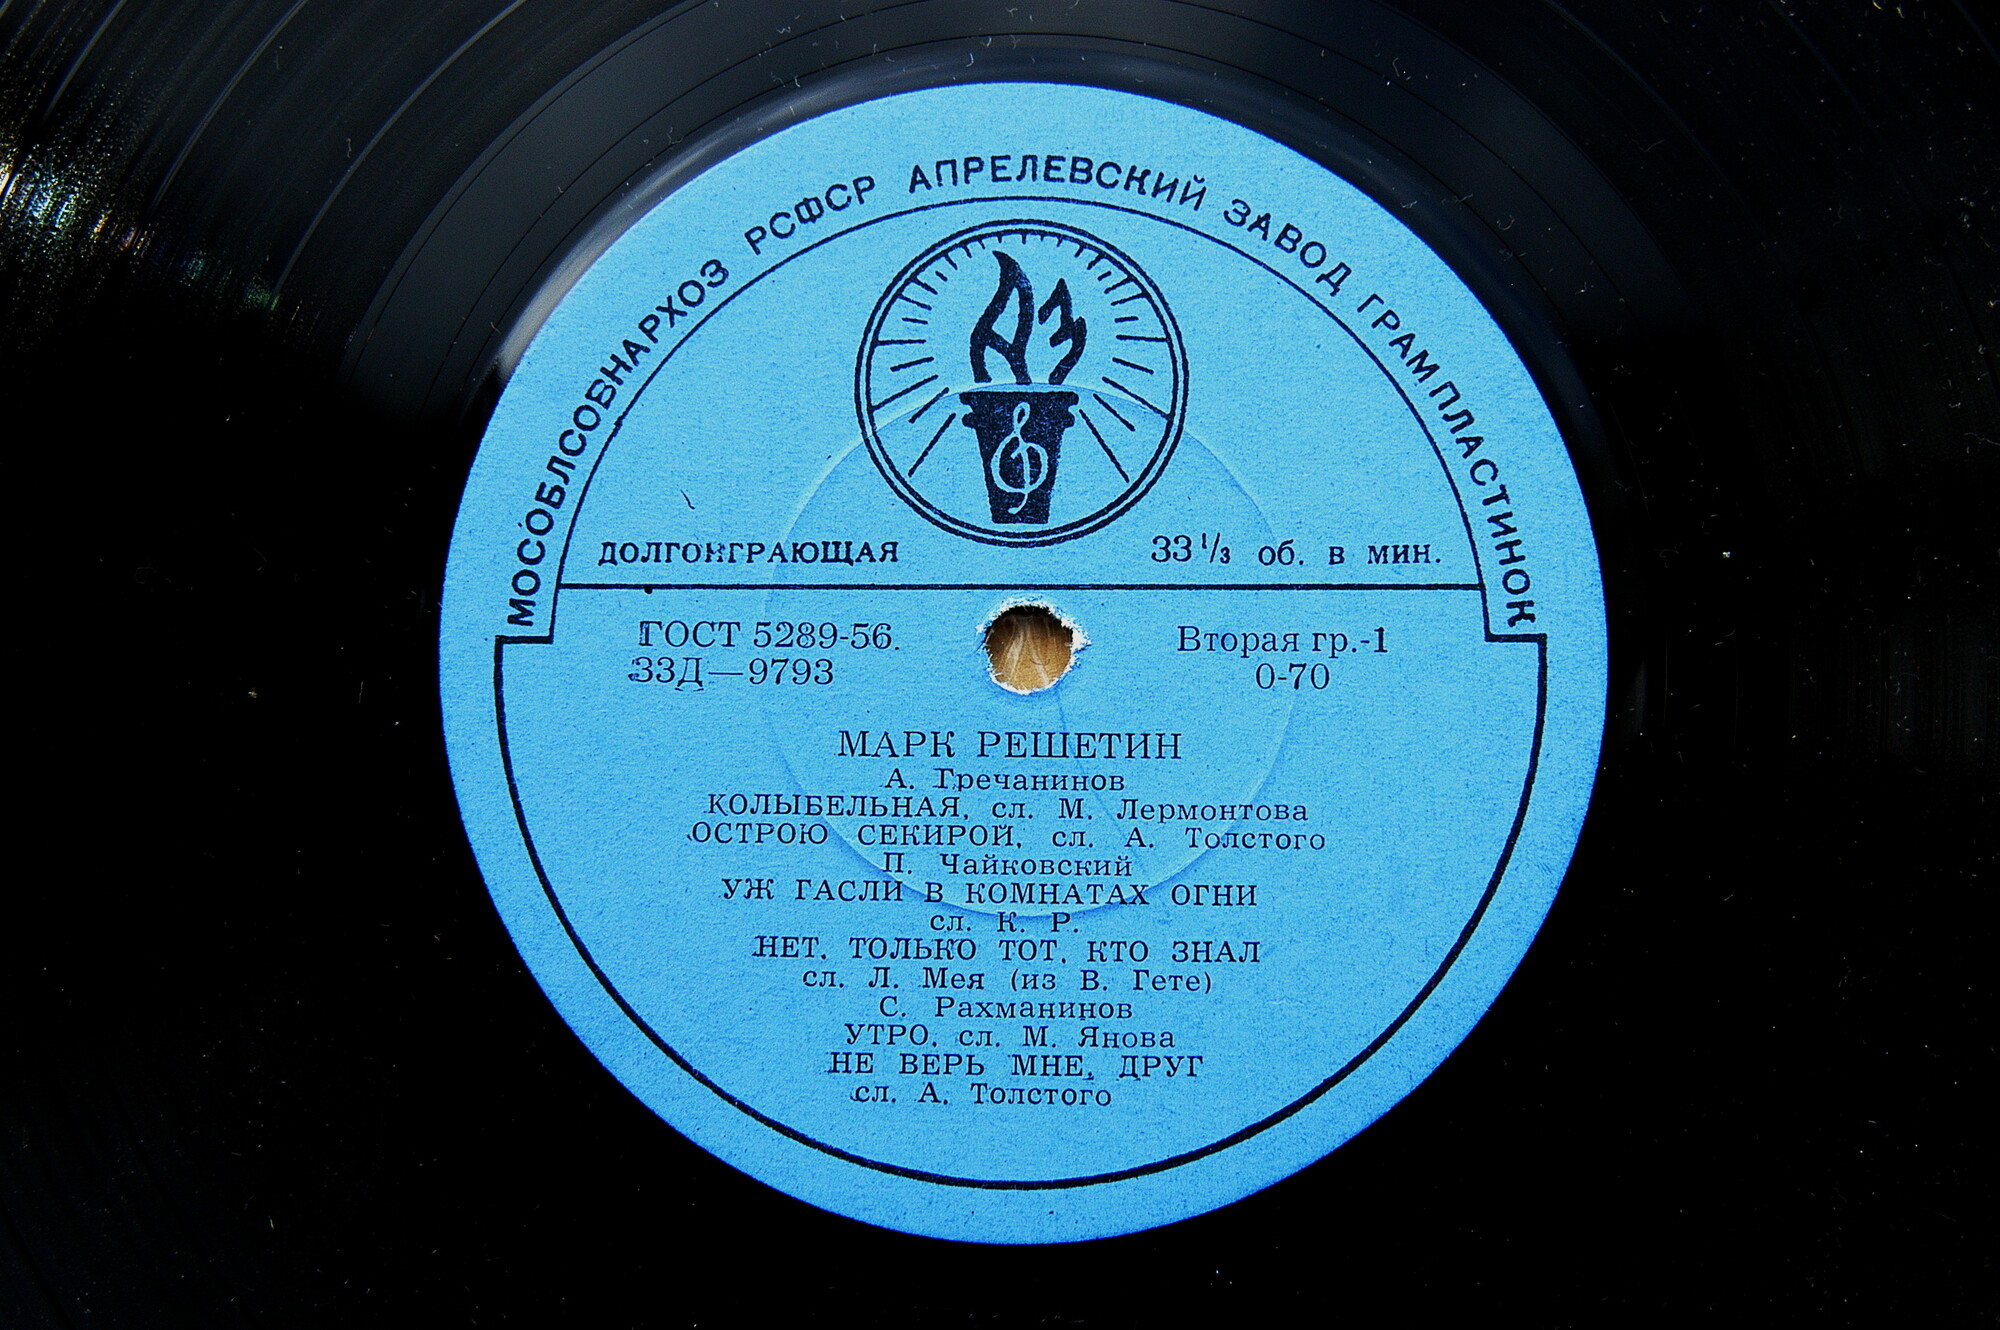 МОСОБЛСОВНАРХОЗ РСФСР АПРЕЛЕВСКИЙ ЗАВОД ГРАМПЛАСТИНОК
АЗ
ДОЛГОИГРАЮЩАЯ 33 1/3 об. в мин.
ГОСТ 5289-56. Вторая гр.-1
33Д—9793 0-70
МАРК РЕШЕТИН
А. Гречанинов
КОЛЫБЕЛЬНАЯ, сл. М. Лермонтова
ОСТРОЮ СЕКИРОЙ, сл. А. Толстого
П. Чайковский
УЖ ГАСЛИ В КОМНАТАХ ОГНИ
сл. К. Р.
НЕТ, ТОЛЬКО ТОТ, КТО ЗНАЛ
сл. Л. Мея (из В. Гете)
С. Рахманинов
УТРО, сл. М. Янова
НЕ ВЕРЬ МНЕ, ДРУГ
сл. А. Толстого